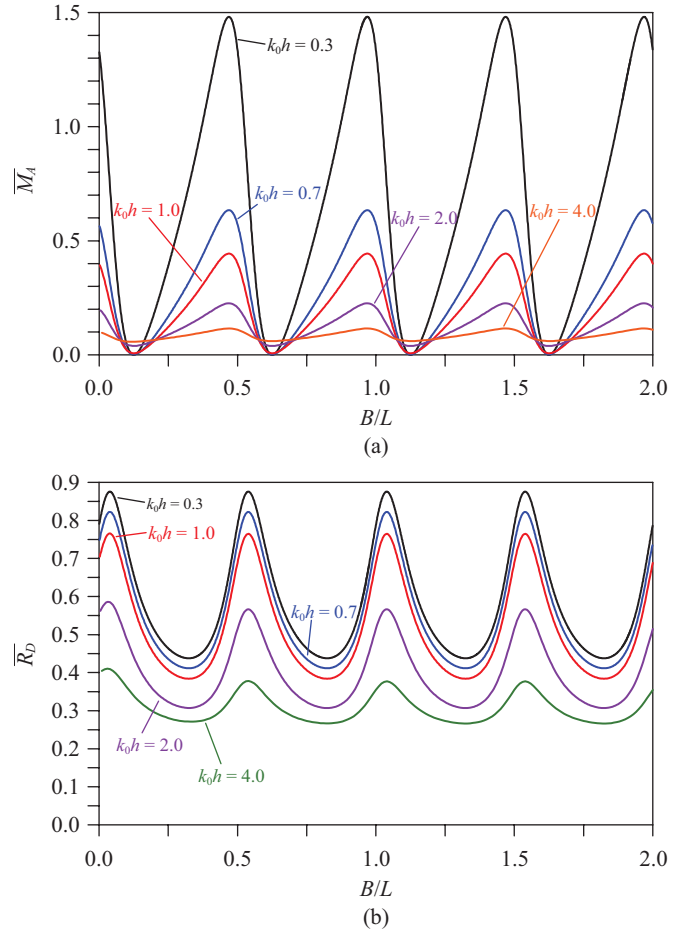 1.5
k₀h = 0.3
1.0
M̅_A̅
k₀h = 0.7
k₀h = 1.0
k₀h = 2.0
k₀h = 4.0
0.5
0.0
0.0 0.5 1.0 1.5 2.0
B/L
(a)
0.9
k₀h = 0.3
0.8
k₀h = 1.0
0.7
0.6
k₀h = 0.7
0.5
R̅_D̅
0.4
0.3
k₀h = 2.0
k₀h = 4.0
0.2
0.1
0.0
0.0 0.5 1.0 1.5 2.0
B/L
(b)